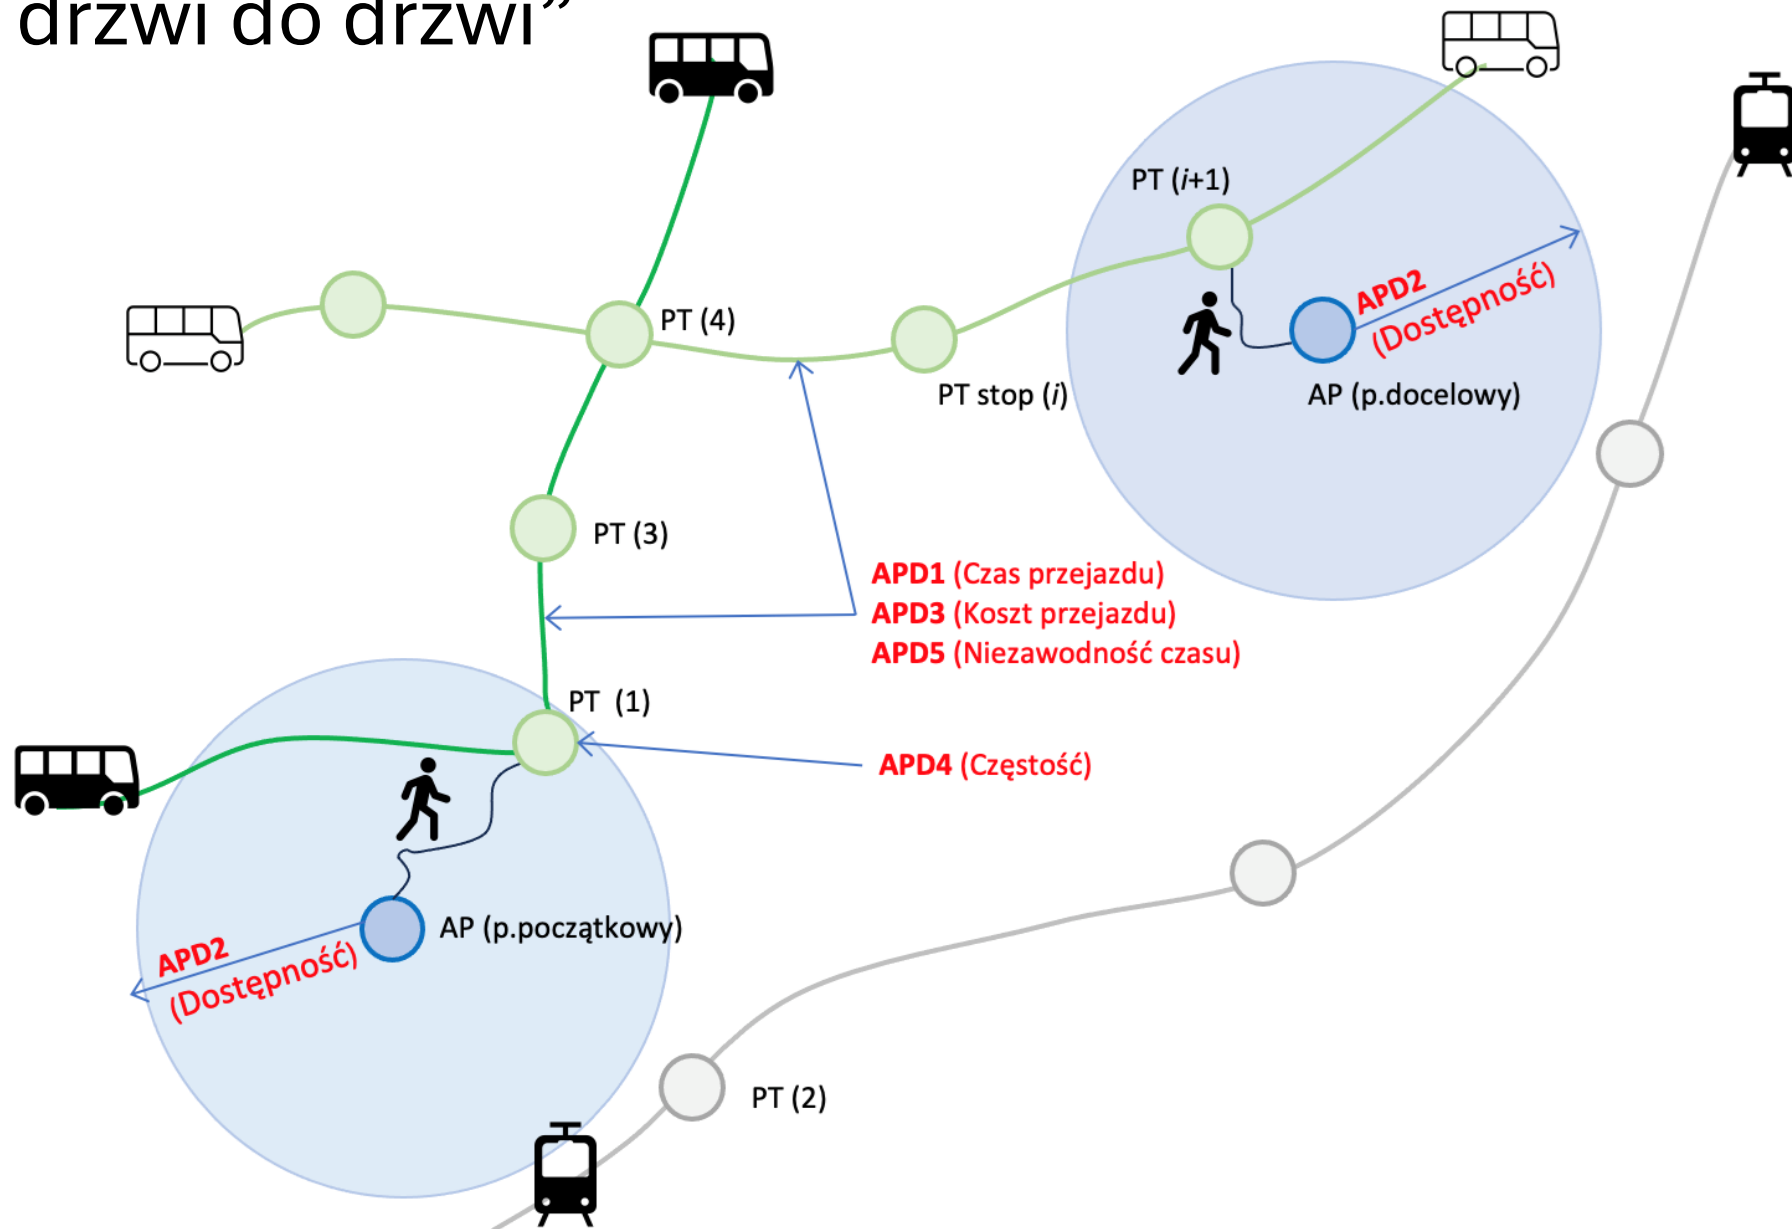 drzwi do drzwi”
PT (i+1)
APD2
(Dostępność)
PT (4)
PT stop (i)
AP (p.docelowy)
PT (3)
APD1 (Czas przejazdu)
APD3 (Koszt przejazdu)
APD5 (Niezawodność czasu)
PT  (1)
APD4 (Częstość)
AP (p.początkowy)
APD2
(Dostępność)
PT (2)